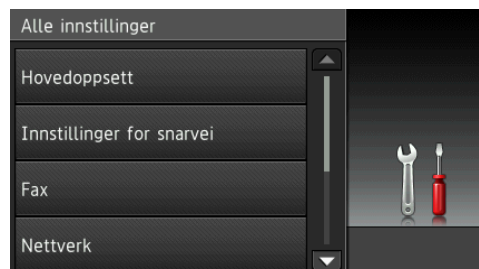 Alle innstillinger
Hovedoppsett
Innstillinger for snarvei
Fax
Nettverk